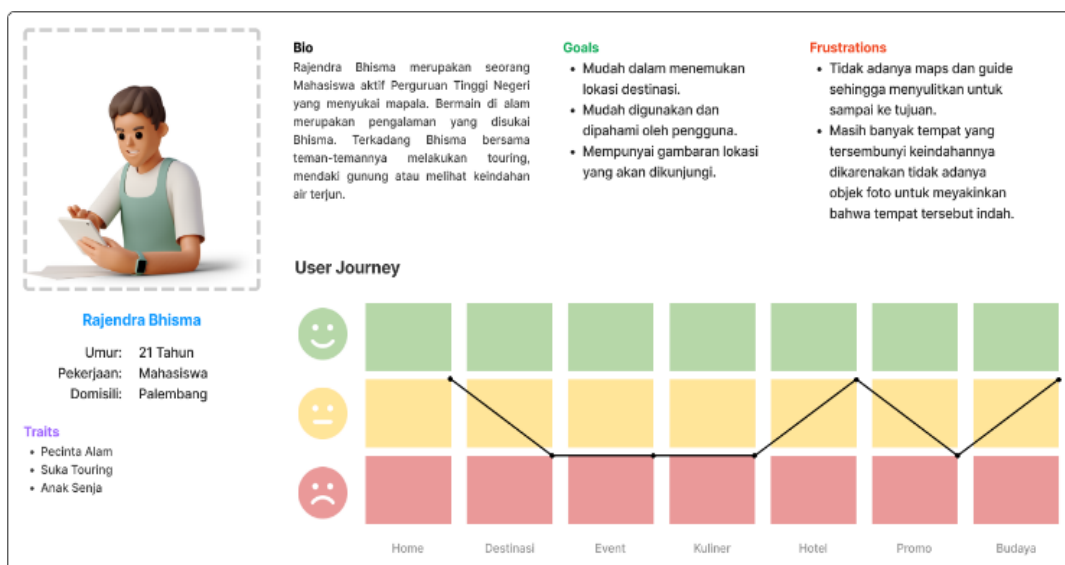 Bio
Rajendra Bhisma merupakan seorang
Mahasiswa aktif Perguruan Tinggi Negeri
yang menyukai mapala. Bermain di alam
merupakan pengalaman yang disukai
Bhisma. Terkadang Bhisma bersama
teman-temannya melakukan touring,
mendaki gunung atau melihat keindahan
air terjun.
Goals
• Mudah dalam menemukan
lokasi destinasi.
• Mudah digunakan dan
dipahami oleh pengguna.
• Mempunyai gambaran lokasi
yang akan dikunjungi.
Frustrations
• Tidak adanya maps dan guide
sehingga menyulitkan untuk
sampai ke tujuan.
• Masih banyak tempat yang
tersembunyi keindahannya
dikarenakan tidak adanya
objek foto untuk meyakinkan
bahwa tempat tersebut indah.
Rajendra Bhisma
Umur: 21 Tahun
Pekerjaan: Mahasiswa
Domisili: Palembang
Traits
• Pecinta Alam
• Suka Touring
• Anak Senja
User Journey
Home Destinasi Event Kuliner Hotel Promo Budaya